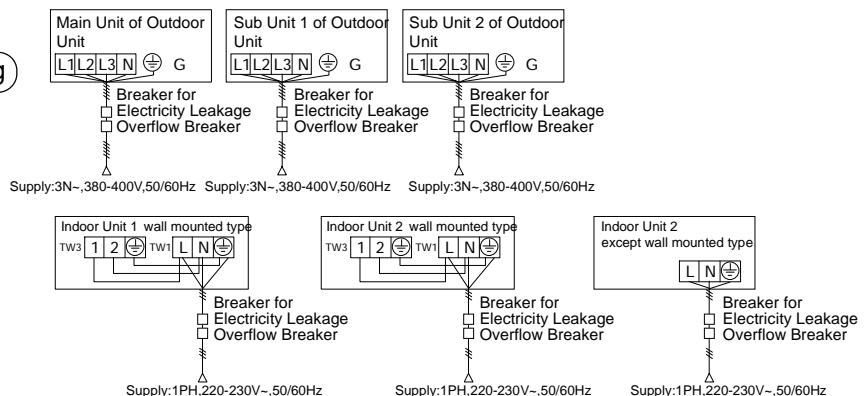 g
Main Unit of Outdoor
Unit
L1 L2 L3 N G
Breaker for
Electricity Leakage
Overflow Breaker
Supply:3N~,380-400V,50/60Hz
Sub Unit 1 of Outdoor
Unit
L1 L2 L3 N G
Breaker for
Electricity Leakage
Overflow Breaker
Supply:3N~,380-400V,50/60Hz
Sub Unit 2 of Outdoor
Unit
L1 L2 L3 N G
Breaker for
Electricity Leakage
Overflow Breaker
Supply:3N~,380-400V,50/60Hz
Indoor Unit 1 wall mounted type
TW3 1 2 TW1 L N
Breaker for
Electricity Leakage
Overflow Breaker
Supply:1PH,220-230V~,50/60Hz
Indoor Unit 2 wall mounted type
TW3 1 2 TW1 L N
Breaker for
Electricity Leakage
Overflow Breaker
Supply:1PH,220-230V~,50/60Hz
Indoor Unit 2
except wall mounted type
L N
Breaker for
Electricity Leakage
Overflow Breaker
Supply:1PH,220-230V~,50/60Hz